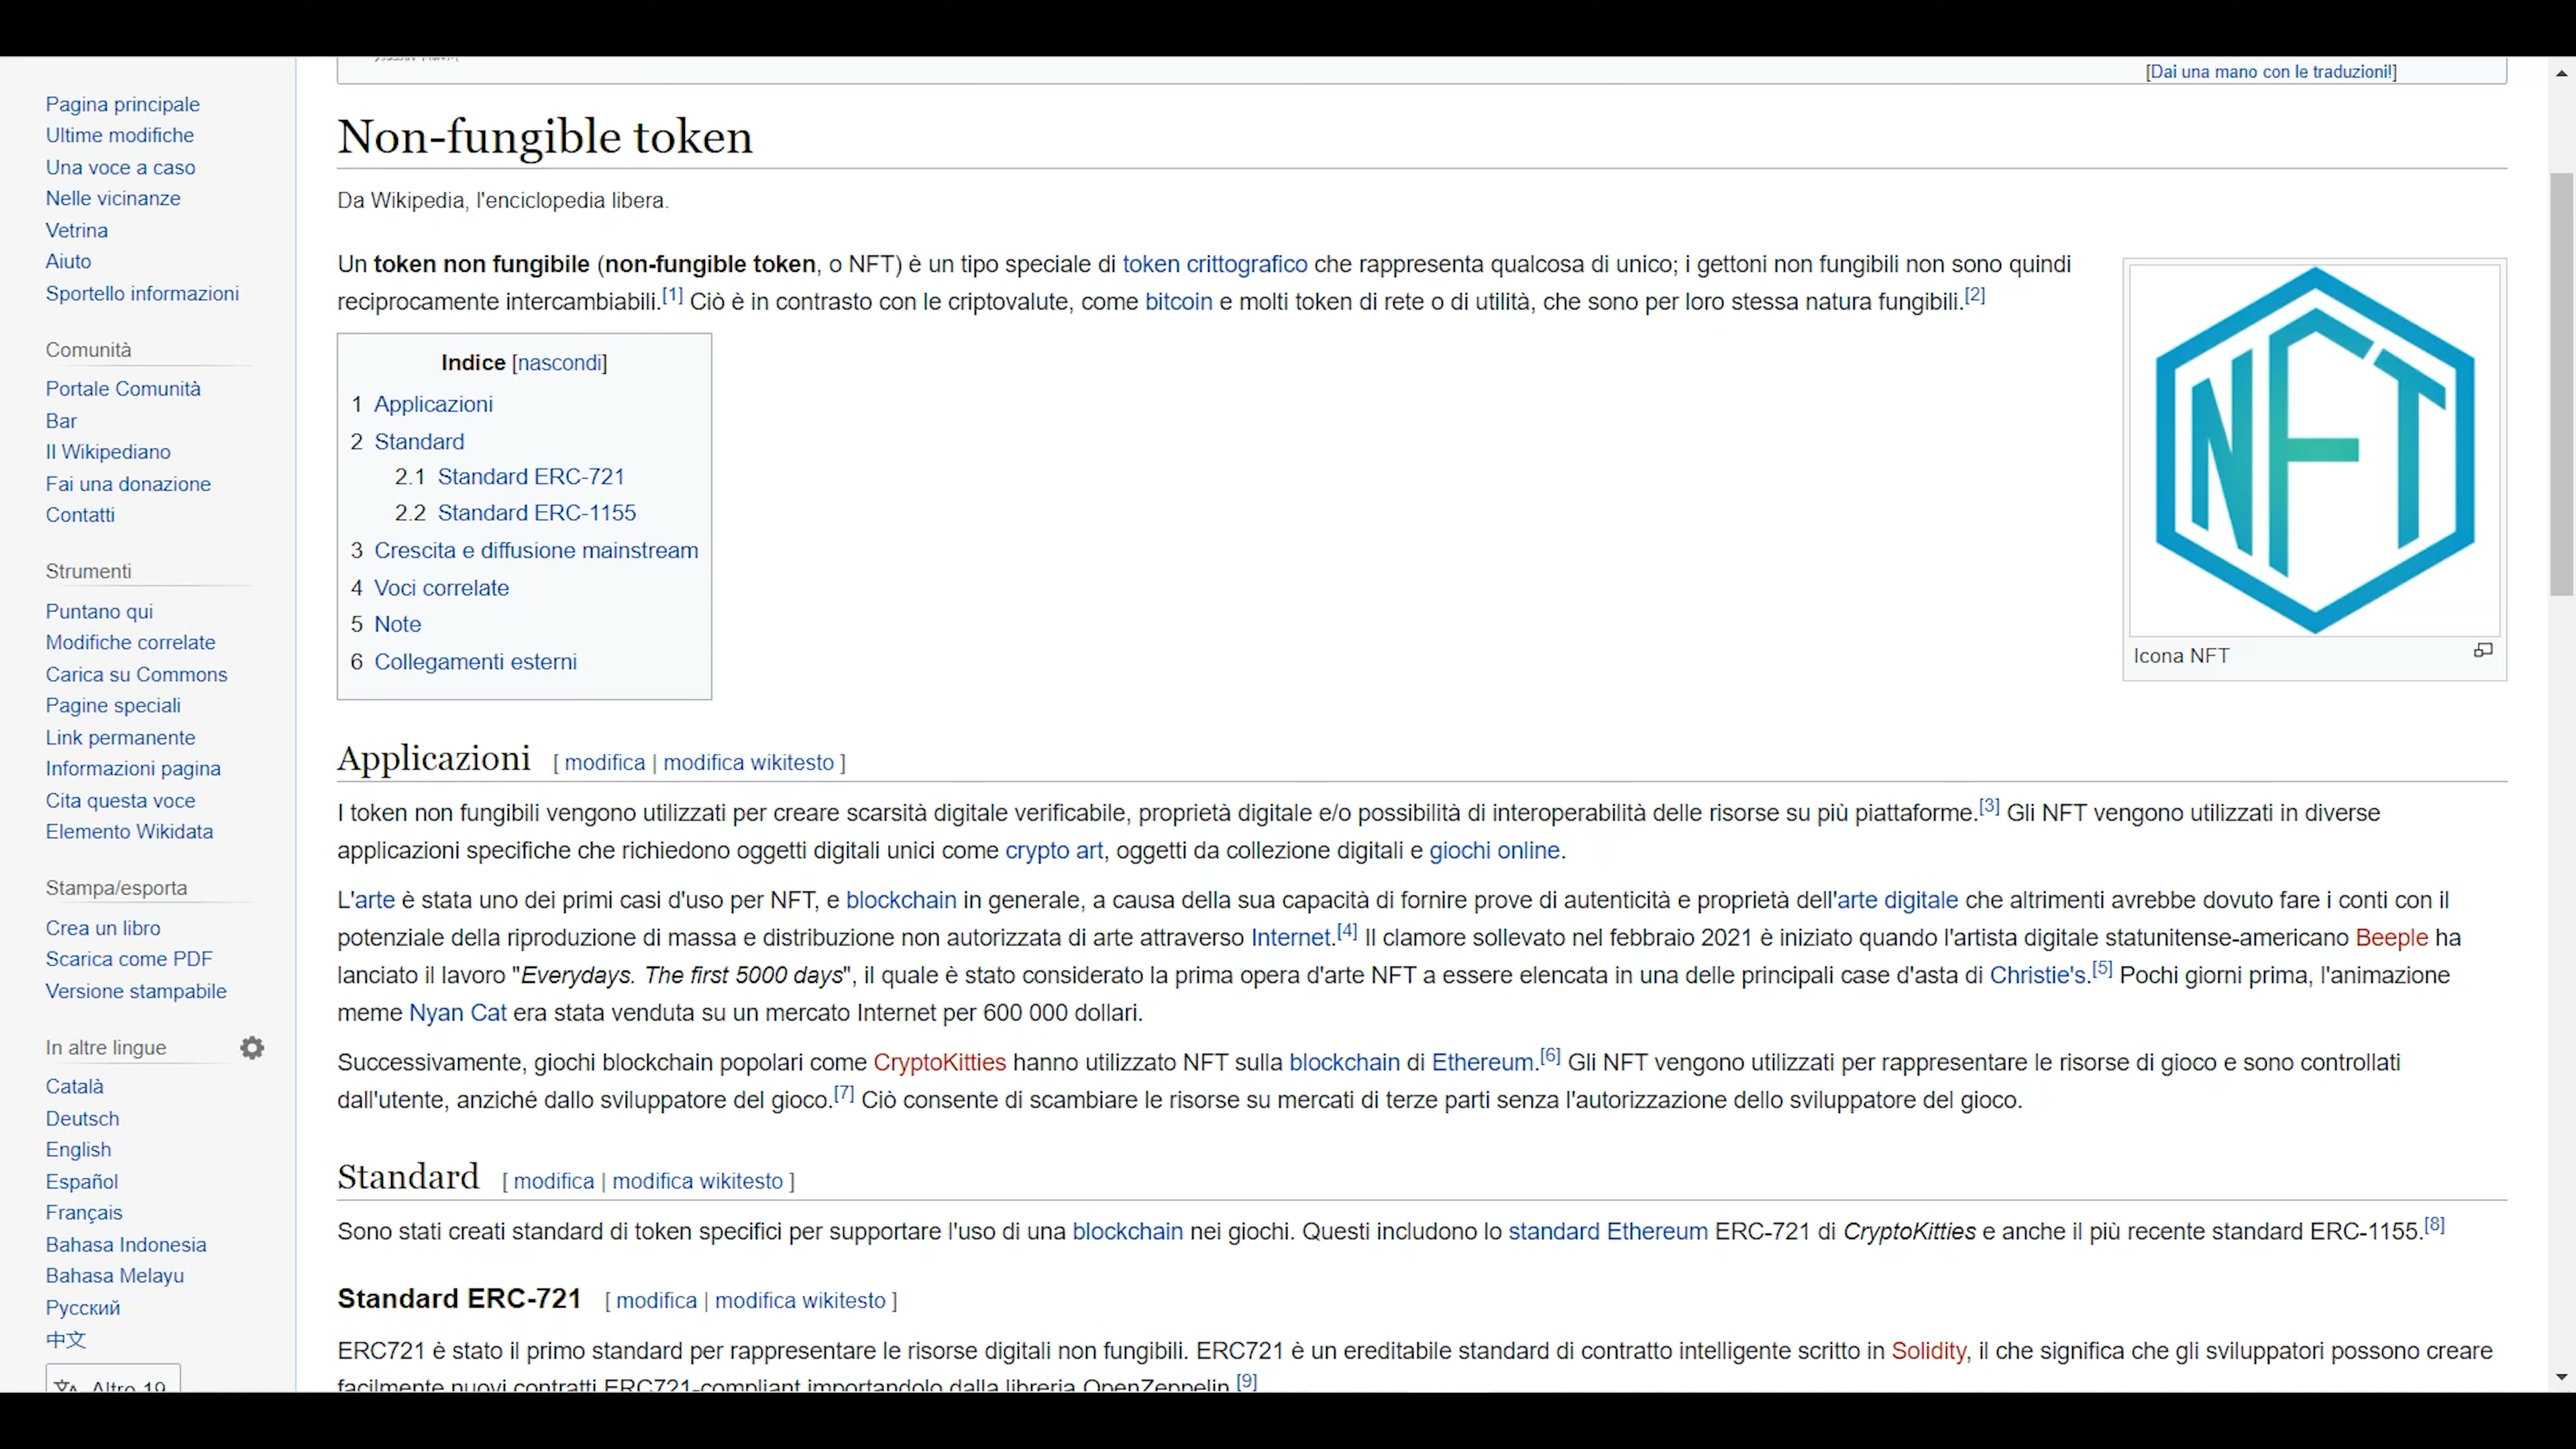 [Dai una mano con le traduzioni!]
Pagina principale
Ultime modifiche
Una voce a caso
Nelle vicinanze
Vetrina
Aiuto
Sportello informazioni
Comunità
Portale Comunità
Bar
Il Wikipediano
Fai una donazione
Contatti
Strumenti
Puntano qui
Modifiche correlate
Carica su Commons
Pagine speciali
Link permanente
Informazioni pagina
Cita questa voce
Elemento Wikidata
Stampa/esporta
Crea un libro
Scarica come PDF
Versione stampabile
In altre lingue
Català
Deutsch
English
Español
Français
Bahasa Indonesia
Bahasa Melayu
Русский
中文
Altre 19
Non-fungible token
Da Wikipedia, l'enciclopedia libera.
Un token non fungibile (non-fungible token, o NFT) è un tipo speciale di token crittografico che rappresenta qualcosa di unico; i gettoni non fungibili non sono quindi
reciprocamente intercambiabili.[1] Ciò è in contrasto con le criptovalute, come bitcoin e molti token di rete o di utilità, che sono per loro stessa natura fungibili.[2]
NFT
Icona NFT
Indice [nascondi]
1 Applicazioni
2 Standard
2.1 Standard ERC-721
2.2 Standard ERC-1155
3 Crescita e diffusione mainstream
4 Voci correlate
5 Note
6 Collegamenti esterni
Applicazioni [ modifica | modifica wikitesto ]
I token non fungibili vengono utilizzati per creare scarsità digitale verificabile, proprietà digitale e/o possibilità di interoperabilità delle risorse su più piattaforme.[3] Gli NFT vengono utilizzati in diverse
applicazioni specifiche che richiedono oggetti digitali unici come crypto art, oggetti da collezione digitali e giochi online.
L'arte è stata uno dei primi casi d'uso per NFT, e blockchain in generale, a causa della sua capacità di fornire prove di autenticità e proprietà dell'arte digitale che altrimenti avrebbe dovuto fare i conti con il
potenziale della riproduzione di massa e distribuzione non autorizzata di arte attraverso Internet.[4] Il clamore sollevato nel febbraio 2021 è iniziato quando l'artista digitale statunitense-americano Beeple ha
lanciato il lavoro "Everydays. The first 5000 days", il quale è stato considerato la prima opera d'arte NFT a essere elencata in una delle principali case d'asta di Christie's.[5] Pochi giorni prima, l'animazione
meme Nyan Cat era stata venduta su un mercato Internet per 600 000 dollari.
Successivamente, giochi blockchain popolari come CryptoKitties hanno utilizzato NFT sulla blockchain di Ethereum.[6] Gli NFT vengono utilizzati per rappresentare le risorse di gioco e sono controllati
dall'utente, anziché dallo sviluppatore del gioco.[7] Ciò consente di scambiare le risorse su mercati di terze parti senza l'autorizzazione dello sviluppatore del gioco.
Standard [ modifica | modifica wikitesto ]
Sono stati creati standard di token specifici per supportare l'uso di una blockchain nei giochi. Questi includono lo standard Ethereum ERC-721 di CryptoKitties e anche il più recente standard ERC-1155.[8]
Standard ERC-721 [ modifica | modifica wikitesto ]
ERC721 è stato il primo standard per rappresentare le risorse digitali non fungibili. ERC721 è un ereditabile standard di contratto intelligente scritto in Solidity, il che significa che gli sviluppatori possono creare
facilmente nuovi contratti ERC721-compliant importandolo dalla libreria OpenZeppelin.[9]